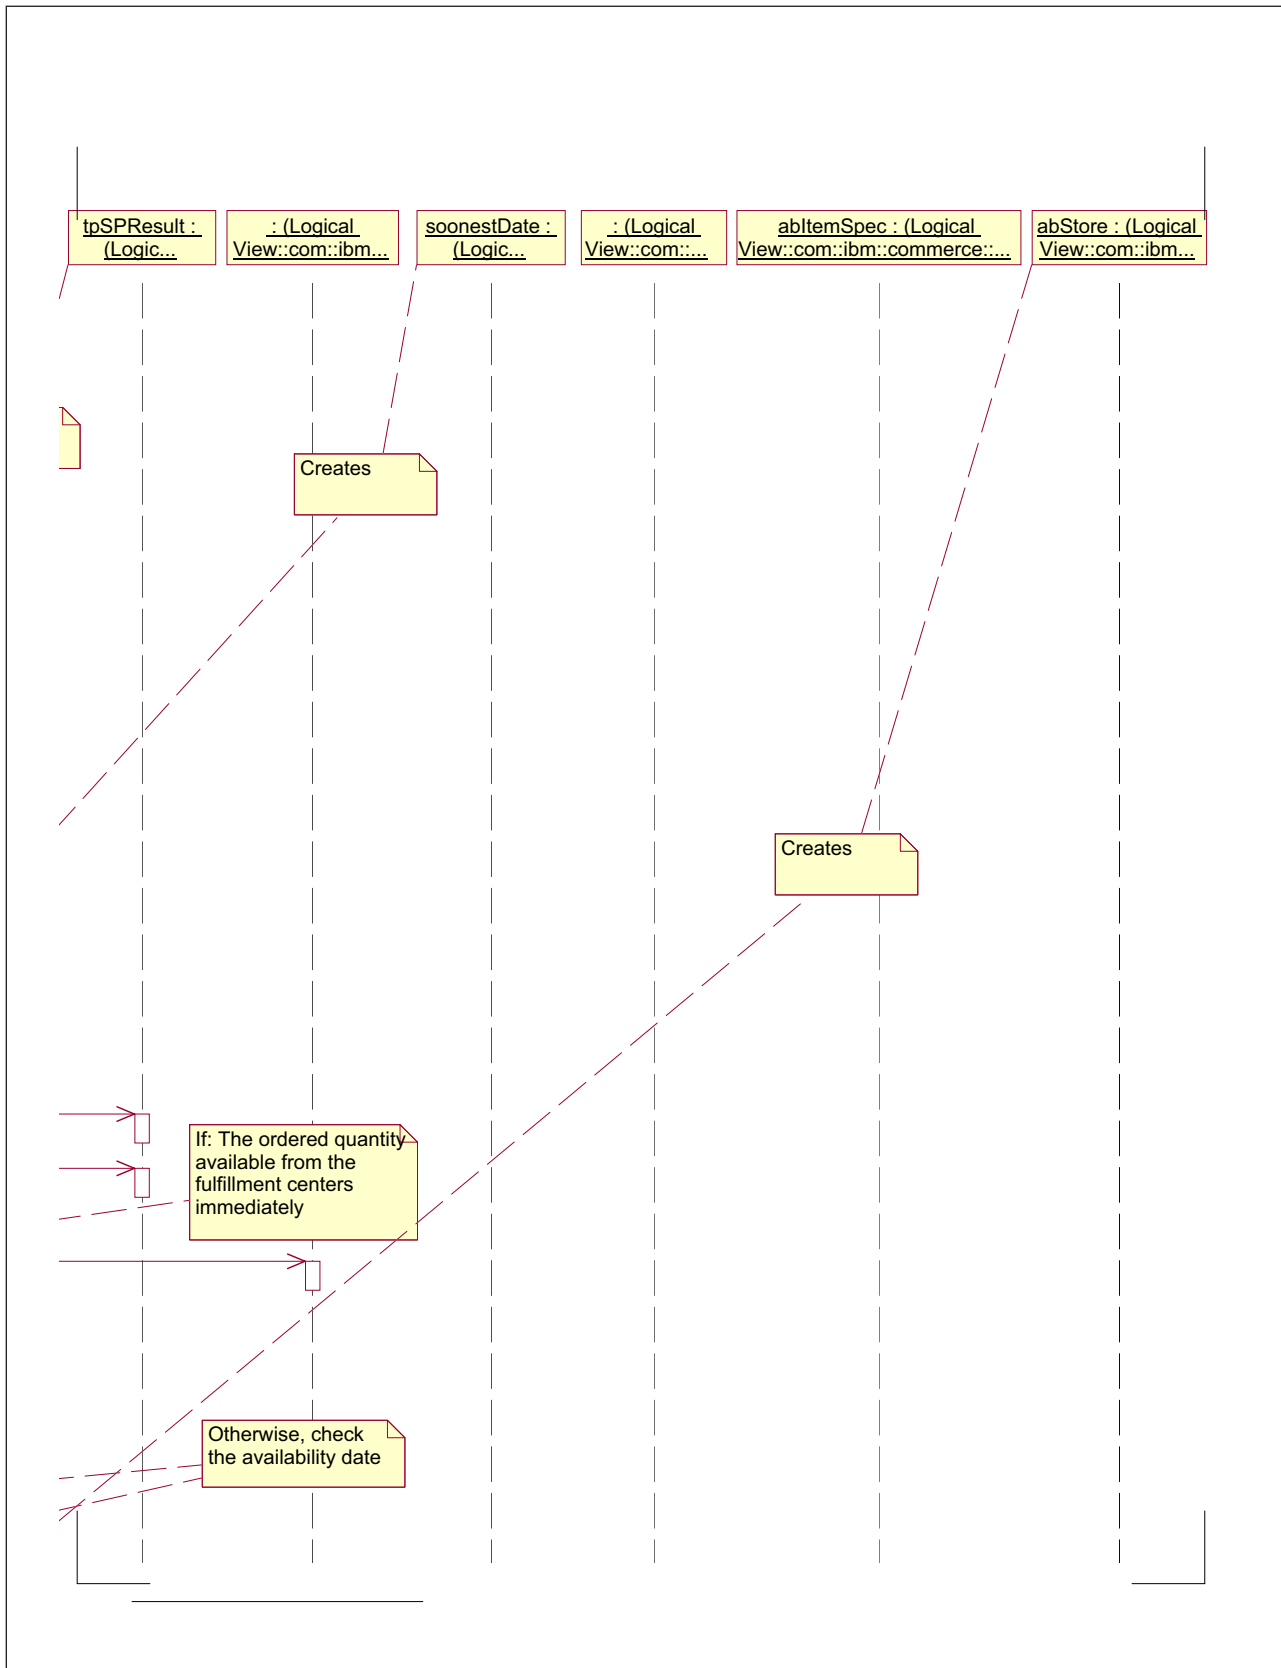 tpSPResult :
(Logic...
: (Logical
View::com::ibm...
soonestDate :
(Logic...
: (Logical
View::com::...
abItemSpec : (Logical
View::com::ibm::commerce::...
abStore : (Logical
View::com::ibm...
Creates
Creates
If: The ordered quantity
available from the
fulfillment centers
immediately
Otherwise, check
the availability date